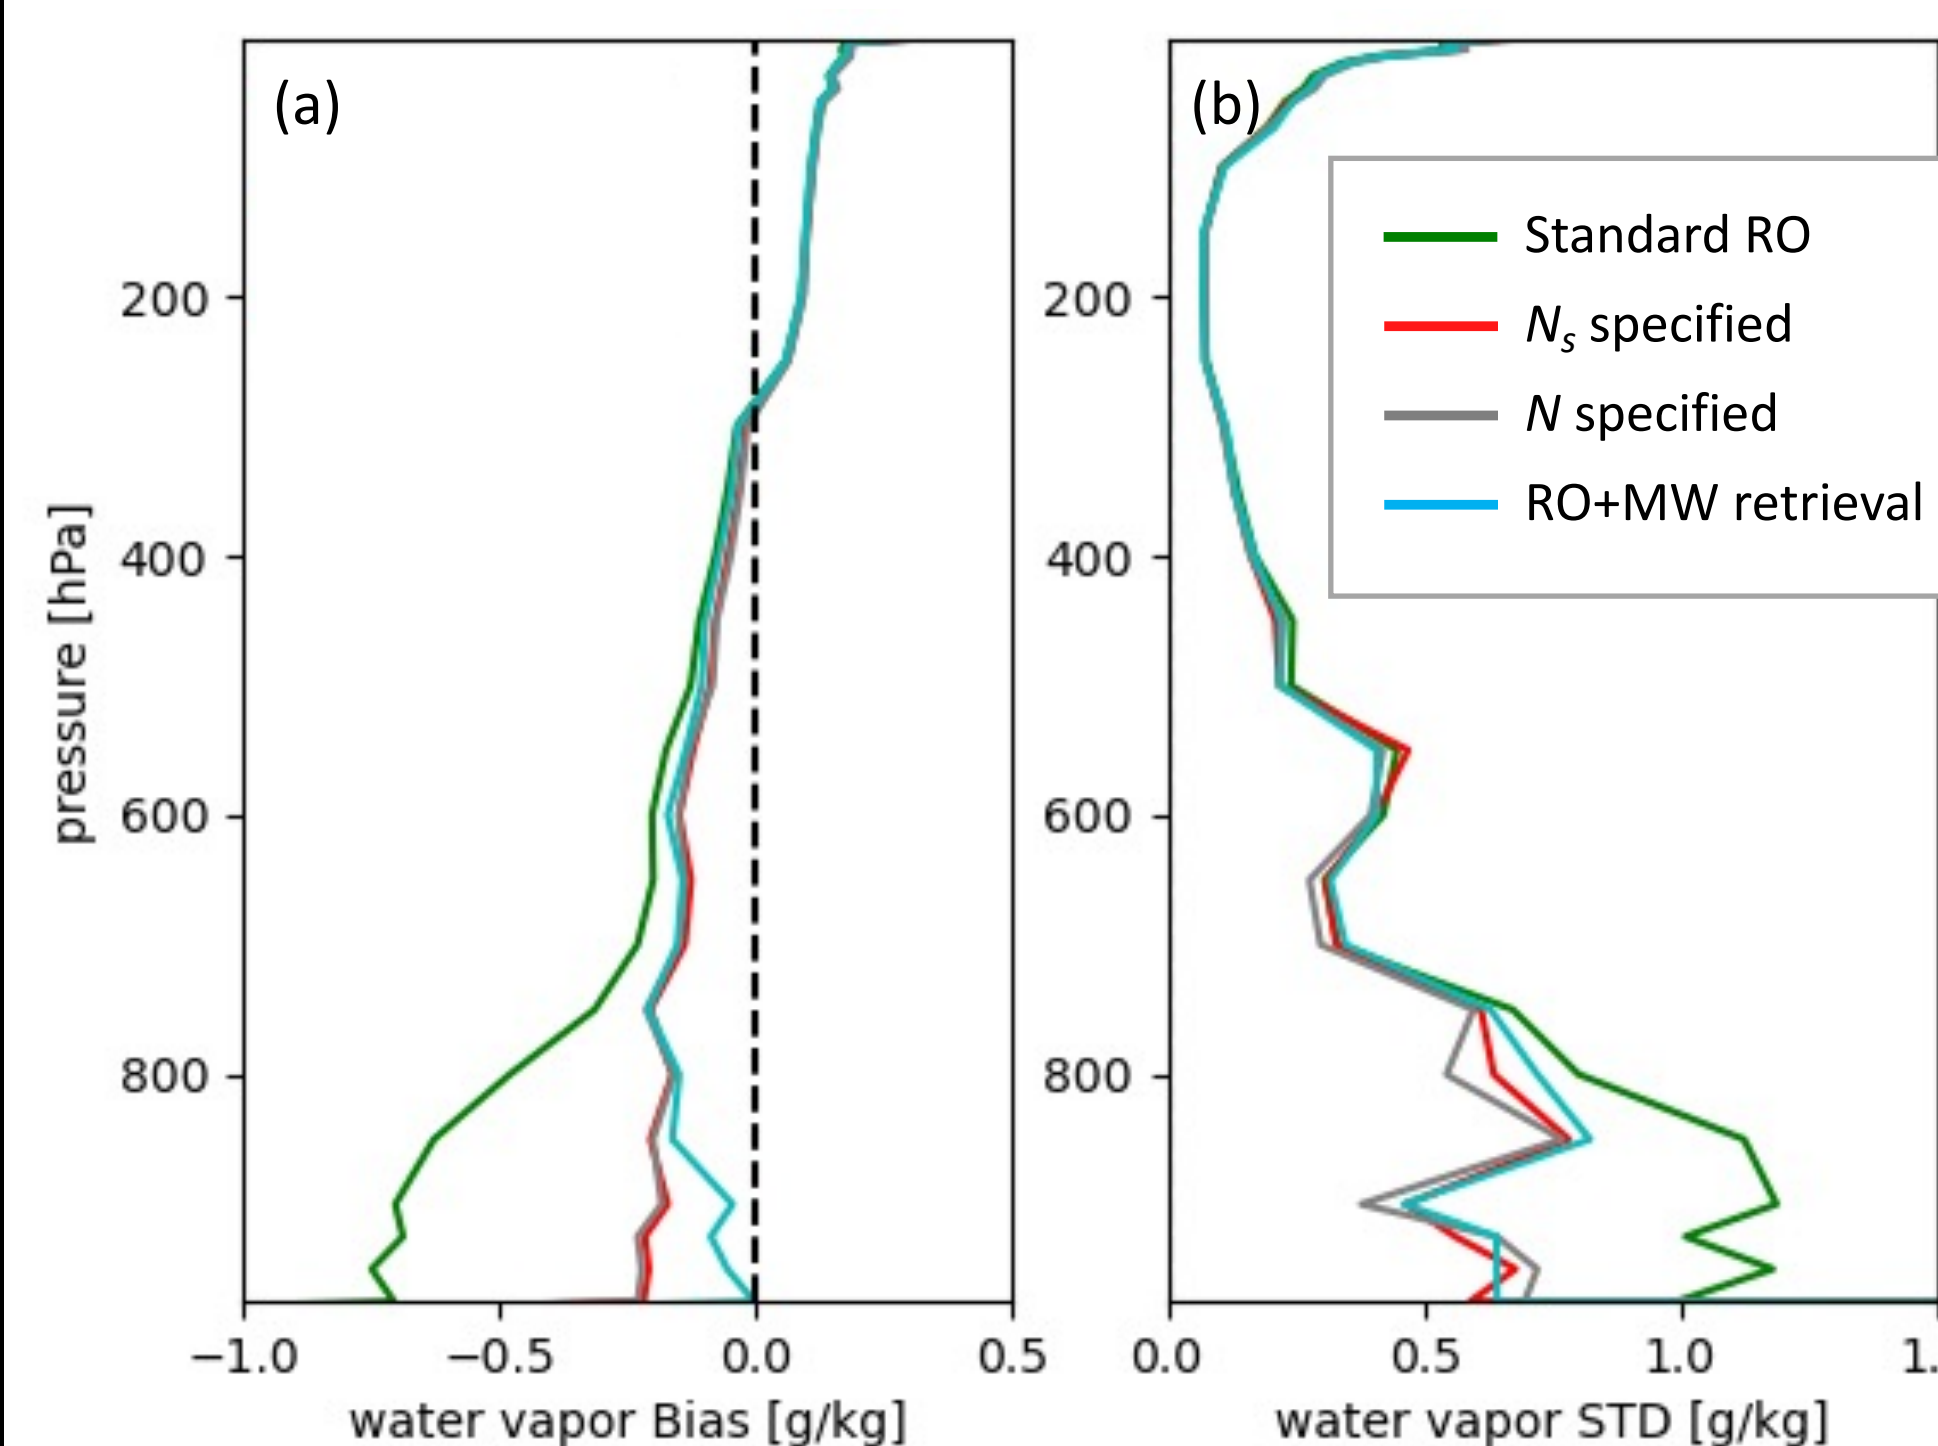 (a)
200
400
600
800
pressure [hPa]
−1.0 −0.5 0.0 0.5
water vapor Bias [g/kg]
(b)
Standard RO
Ns specified
N specified
RO+MW retrieval
200
400
600
800
0.0 0.5 1.0 1.
water vapor STD [g/kg]